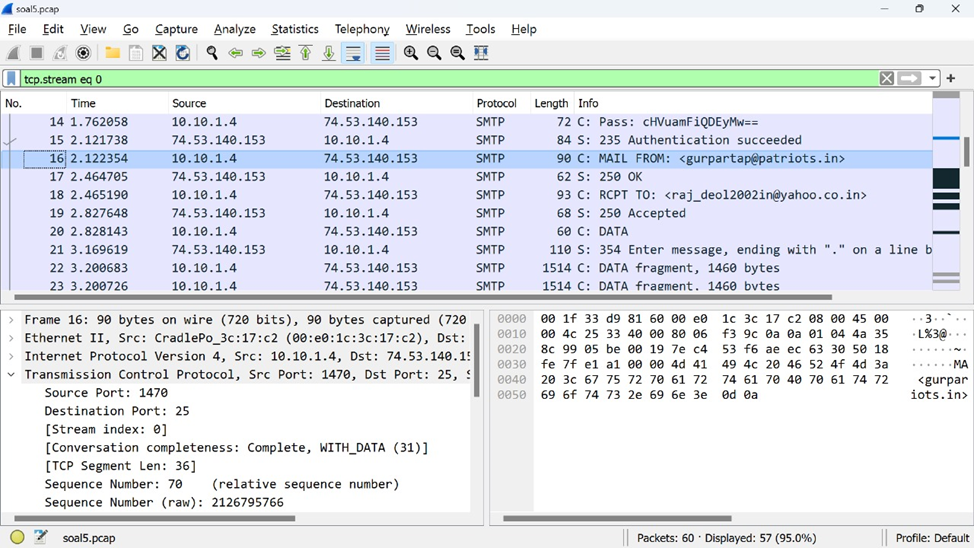 soal5.pcap
File Edit View Go Capture Analyze Statistics Telephony Wireless Tools Help
tcp.stream eq 0
No. Time Source Destination Protocol Length Info
14 1.762058 10.10.1.4 74.53.140.153 SMTP 72 C: Pass: cHVuamFiQDEyMw==
15 2.121738 74.53.140.153 10.10.1.4 SMTP 84 S: 235 Authentication succeeded
16 2.122354 10.10.1.4 74.53.140.153 SMTP 90 C: MAIL FROM: <gurpartap@patriots.in>
17 2.464705 74.53.140.153 10.10.1.4 SMTP 62 S: 250 OK
18 2.465190 10.10.1.4 74.53.140.153 SMTP 93 C: RCPT TO: <raj_deol2002in@yahoo.co.in>
19 2.827648 74.53.140.153 10.10.1.4 SMTP 68 S: 250 Accepted
20 2.828143 10.10.1.4 74.53.140.153 SMTP 60 C: DATA
21 3.169619 74.53.140.153 10.10.1.4 SMTP 110 S: 354 Enter message, ending with "." on a line b
22 3.200683 10.10.1.4 74.53.140.153 SMTP 1514 C: DATA fragment, 1460 bytes
23 3.200726 10.10.1.4 74.53.140.153 SMTP 1514 C: DATA fragment, 1460 bytes
Frame 16: 90 bytes on wire (720 bits), 90 bytes captured (720
Ethernet II, Src: CradlePo_3c:17:c2 (00:e0:1c:3c:17:c2), Dst:
Internet Protocol Version 4, Src: 10.10.1.4, Dst: 74.53.140.15
Transmission Control Protocol, Src Port: 1470, Dst Port: 25, S
Source Port: 1470
Destination Port: 25
[Stream index: 0]
[Conversation completeness: Complete, WITH_DATA (31)]
[TCP Segment Len: 36]
Sequence Number: 70 (relative sequence number)
Sequence Number (raw): 2126795766
0000 00 1f 33 d9 81 60 00 e0 1c 3c 17 c2 08 00 45 00 ··3··`··
0010 00 4c 25 33 40 00 80 06 f3 9c 0a 0a 01 04 4a 35 ·L%3@···
0020 8c 99 05 be 00 19 7e c4 53 f6 ae ec 63 30 50 18 ······~·
0030 fe 7f e1 a1 00 00 4d 41 49 4c 20 46 52 4f 4d 3a ······MA
0040 20 3c 67 75 70 61 72 74 61 70 40 70 61 74 72 <gurpar
0050 69 6f 74 73 2e 69 6e 3e 0d 0a iots.in>
soal5.pcap Packets: 60 · Displayed: 57 (95.0%) Profile: Default